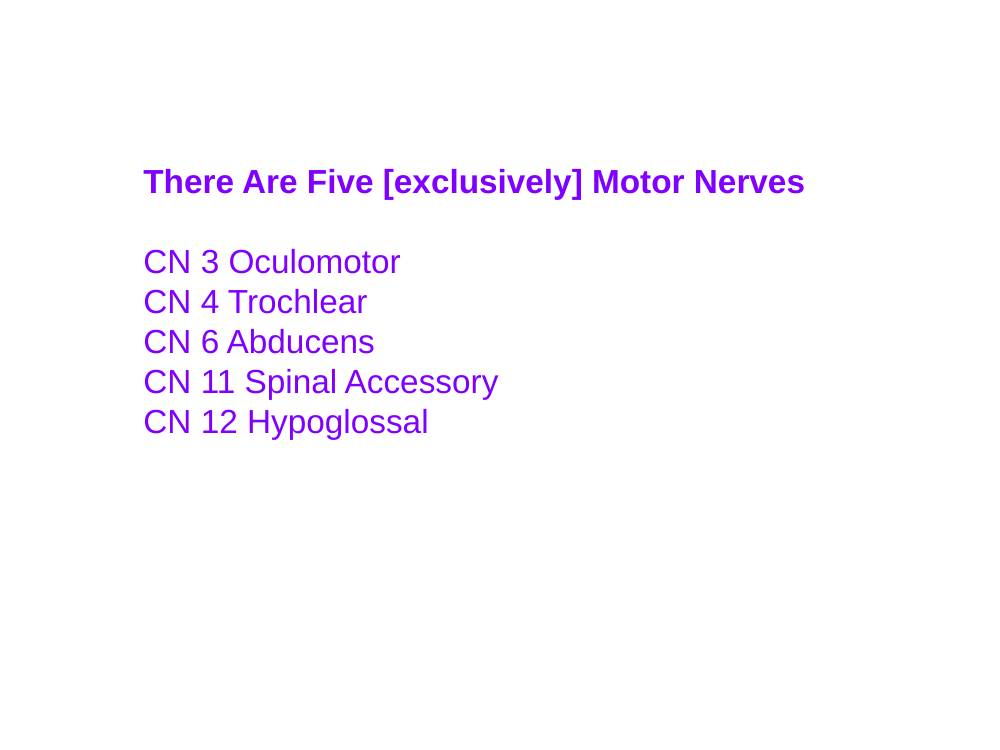 There Are Five [exclusively] Motor Nerves
CN 3 Oculomotor
CN 4 Trochlear
CN 6 Abducens
CN 11 Spinal Accessory
CN 12 Hypoglossal